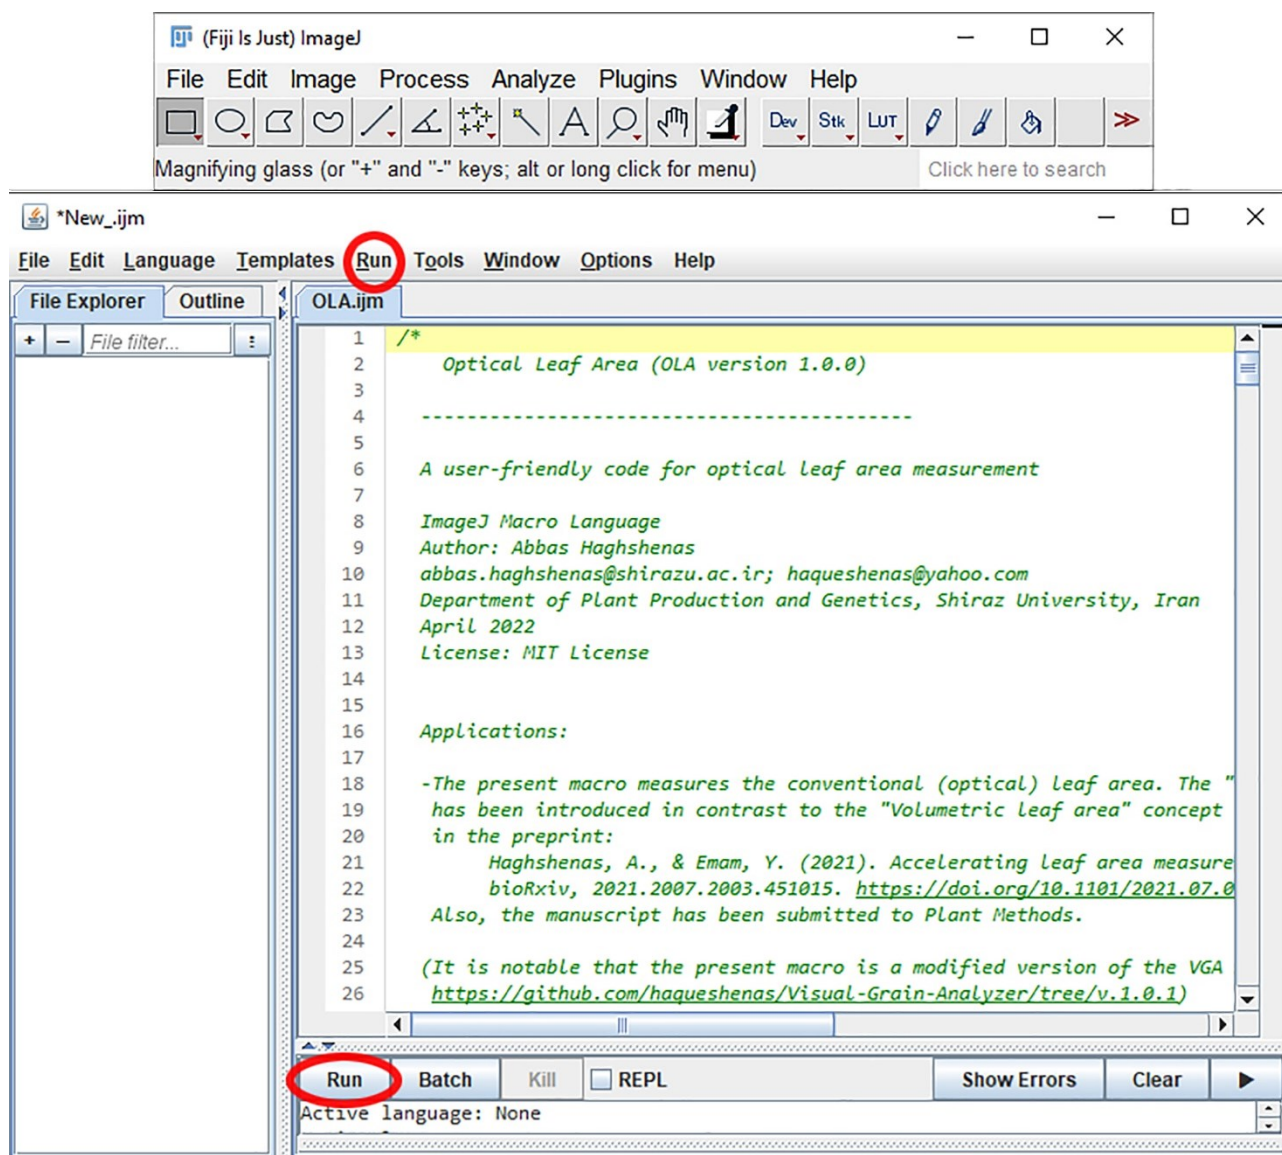 (Fiji Is Just) ImageJ
File Edit Image Process Analyze Plugins Window Help
Dev Stk LUT
Magnifying glass (or "+" and "-" keys; alt or long click for menu)
Click here to search
*New_.ijm
File Edit Language Templates Run Tools Window Options Help
File Explorer Outline
OLA.ijm
+ - File filter...
1 /*
2 Optical Leaf Area (OLA version 1.0.0)
3
4 -------------------------------------------
5
6 A user-friendly code for optical leaf area measurement
7
8 ImageJ Macro Language
9 Author: Abbas Haghshenas
10 abbas.haghshenas@shirazu.ac.ir; haqueshenas@yahoo.com
11 Department of Plant Production and Genetics, Shiraz University, Iran
12 April 2022
13 License: MIT License
14
15
16 Applications:
17
18 -The present macro measures the conventional (optical) leaf area. The "
19 has been introduced in contrast to the "Volumetric leaf area" concept
20 in the preprint:
21 Haghshenas, A., & Emam, Y. (2021). Accelerating leaf area measure
22 bioRxiv, 2021.2007.2003.451015. https://doi.org/10.1101/2021.07.0
23 Also, the manuscript has been submitted to Plant Methods.
24
25 (It is notable that the present macro is a modified version of the VGA
26 https://github.com/haqueshenas/Visual-Grain-Analyzer/tree/v.1.0.1)
Run Batch Kill REPL Show Errors Clear
Active language: None